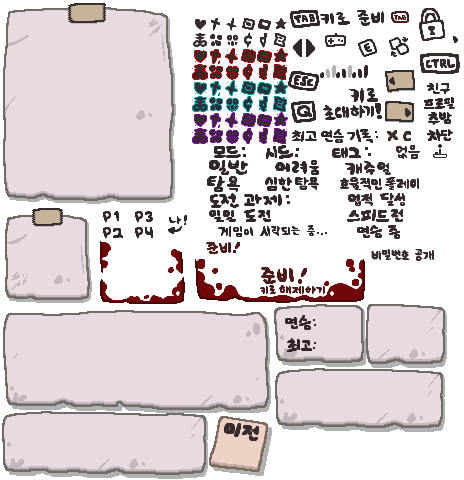 TAB 키로 준비 TAB
E
ESC
CTRL
키로
Q 초대하기!
친구
프로필
추방
차단
최고 연승 기록: X C
모드: 시드: 태그: 없음
일반 어려움 캐주얼
탐욕 심한 탐욕 효율적인 플레이
도전 과제: 업적 달성
일일 도전 스피드런
P1 P3 나!
P2 P4
게임이 시작되는 중... 연승 중
준비!
비밀번호 공개
준비!
키로 해제하기
연승:
최고:
이전